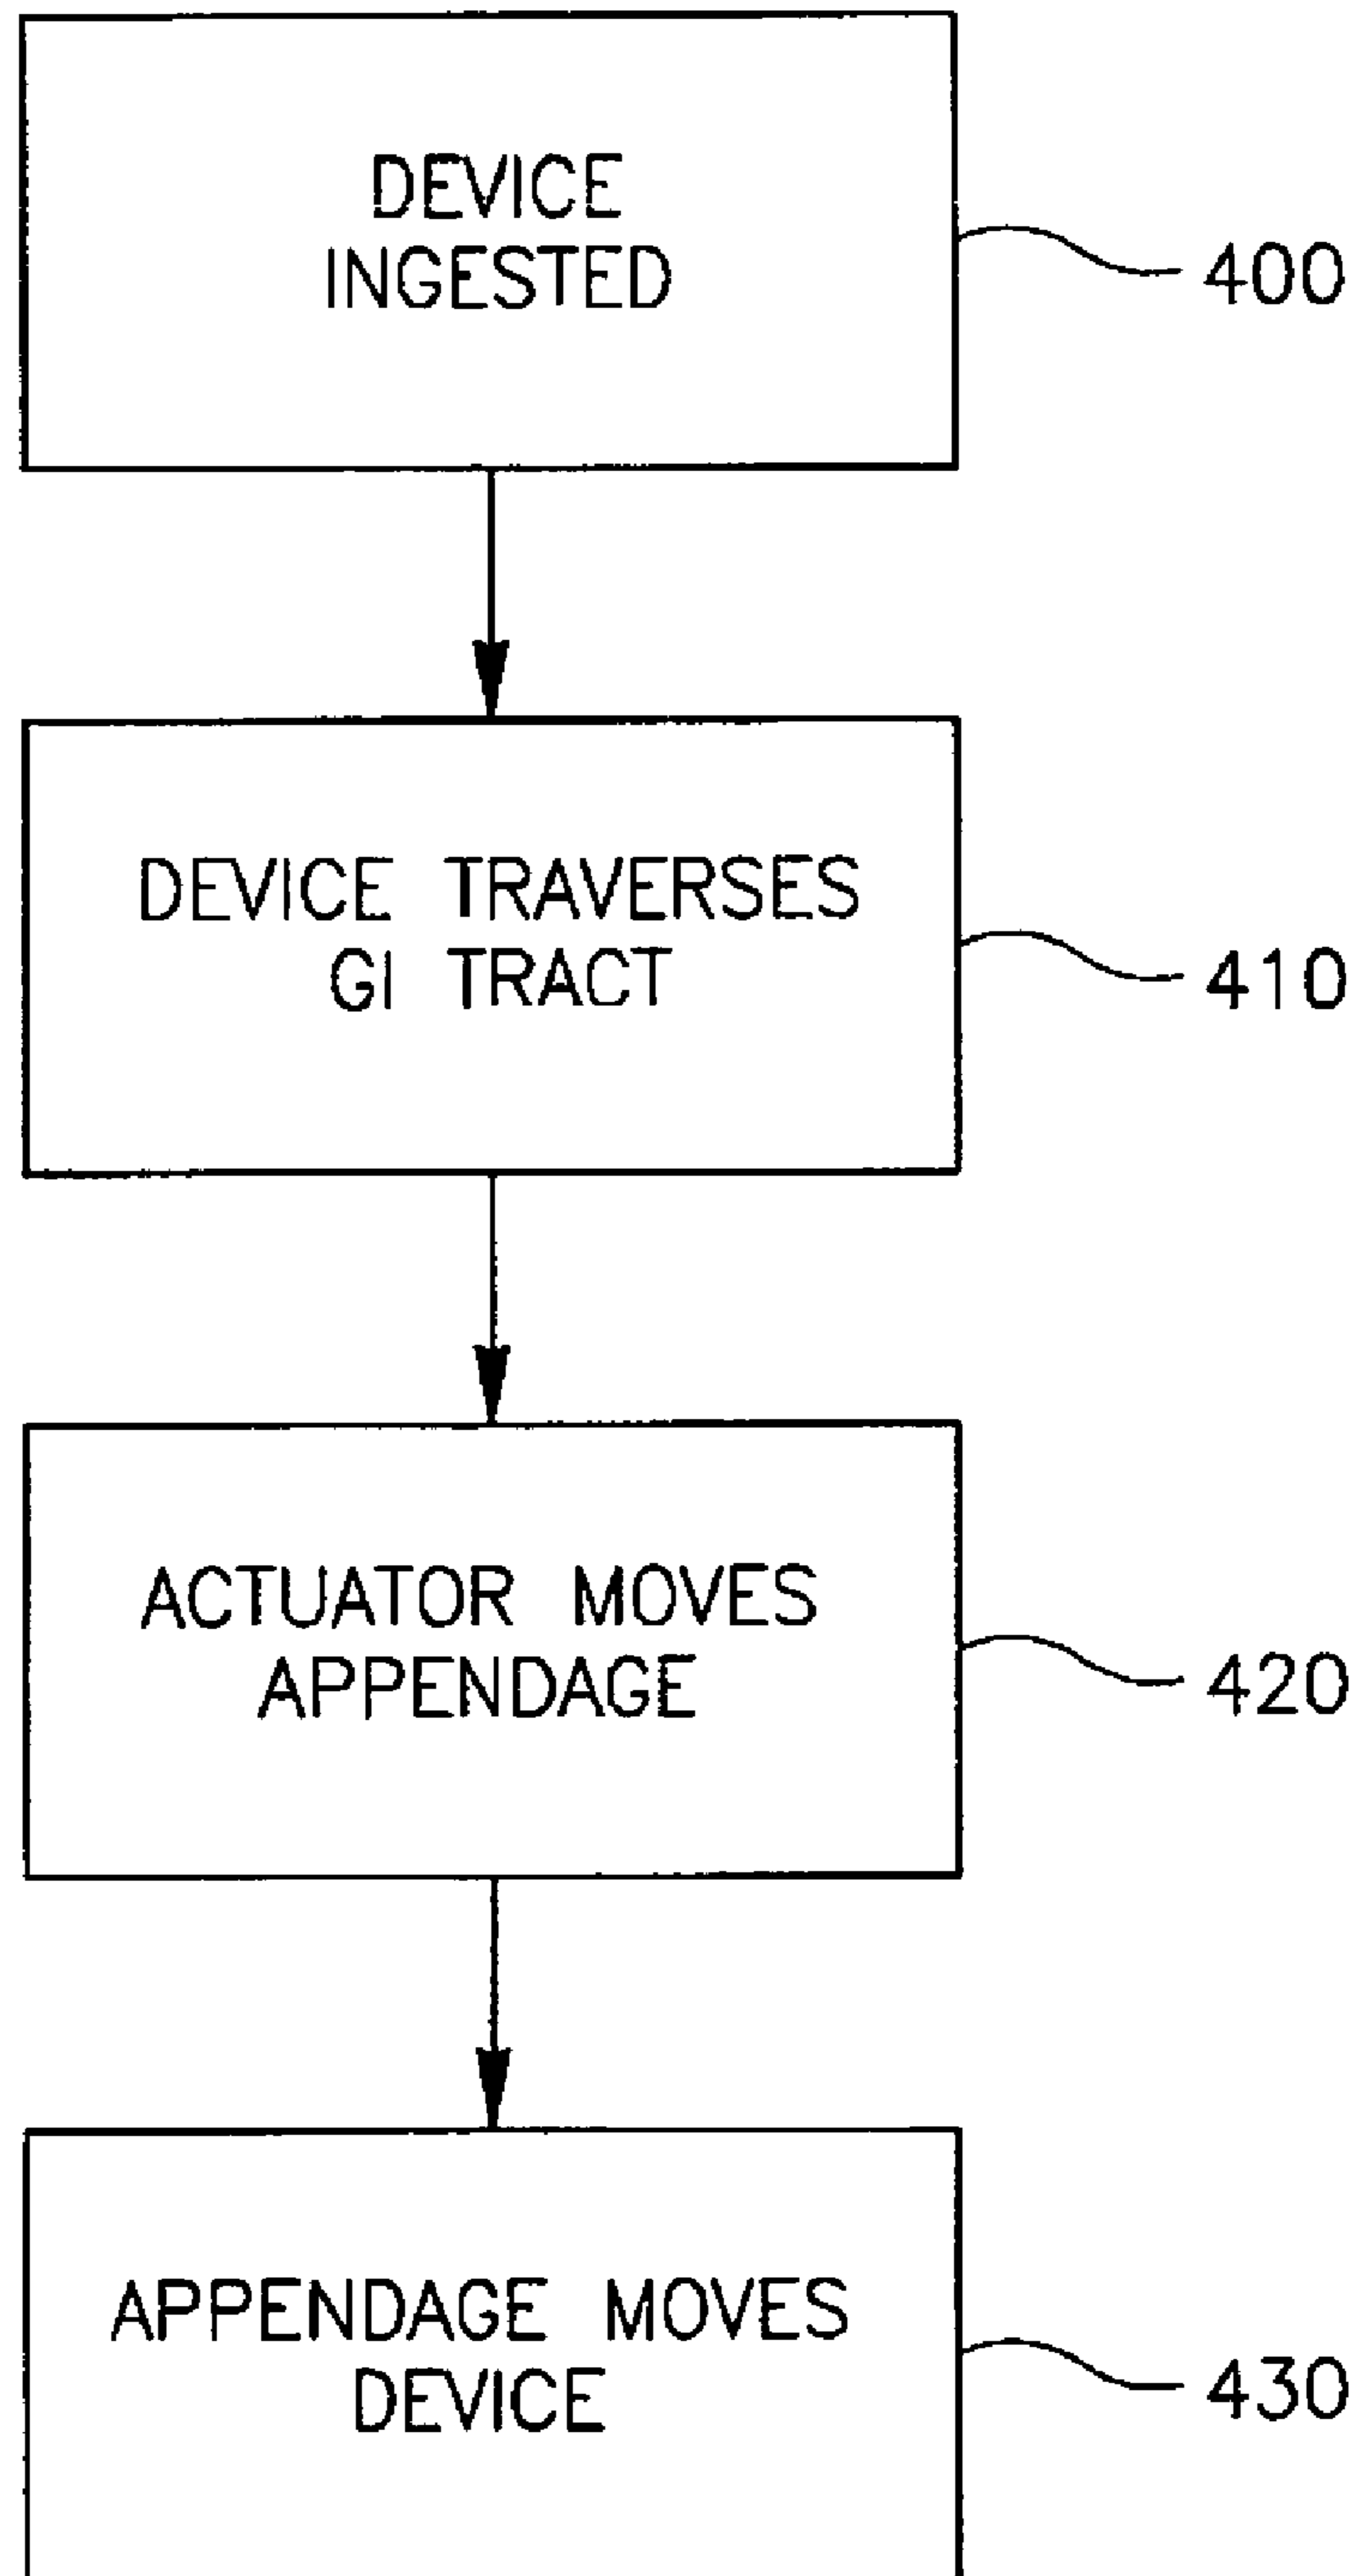 DEVICE
INGESTED
400
DEVICE TRAVERSES
GI TRACT
410
ACTUATOR MOVES
APPENDAGE
420
APPENDAGE MOVES
DEVICE
430